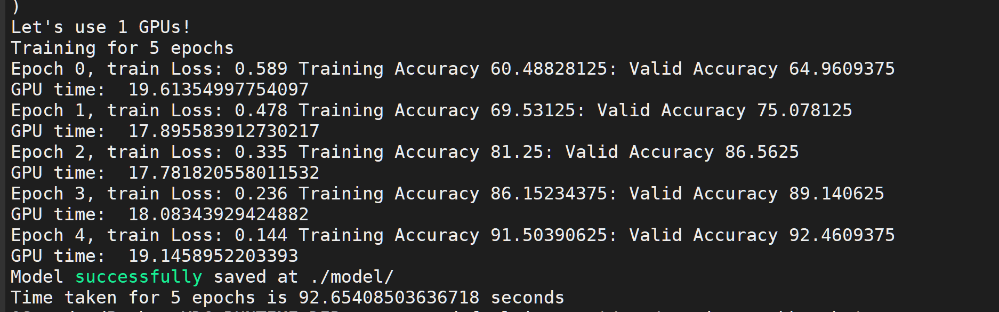 )
Let's use 1 GPUs!
Training for 5 epochs
Epoch 0, train Loss: 0.589 Training Accuracy 60.48828125: Valid Accuracy 64.9609375
GPU time:  19.61354997754097
Epoch 1, train Loss: 0.478 Training Accuracy 69.53125: Valid Accuracy 75.078125
GPU time:  17.895583912730217
Epoch 2, train Loss: 0.335 Training Accuracy 81.25: Valid Accuracy 86.5625
GPU time:  17.781820558011532
Epoch 3, train Loss: 0.236 Training Accuracy 86.15234375: Valid Accuracy 89.140625
GPU time:  18.08343929424882
Epoch 4, train Loss: 0.144 Training Accuracy 91.50390625: Valid Accuracy 92.4609375
GPU time:  19.1458952203393
Model successfully saved at ./model/
Time taken for 5 epochs is 92.65408503636718 seconds